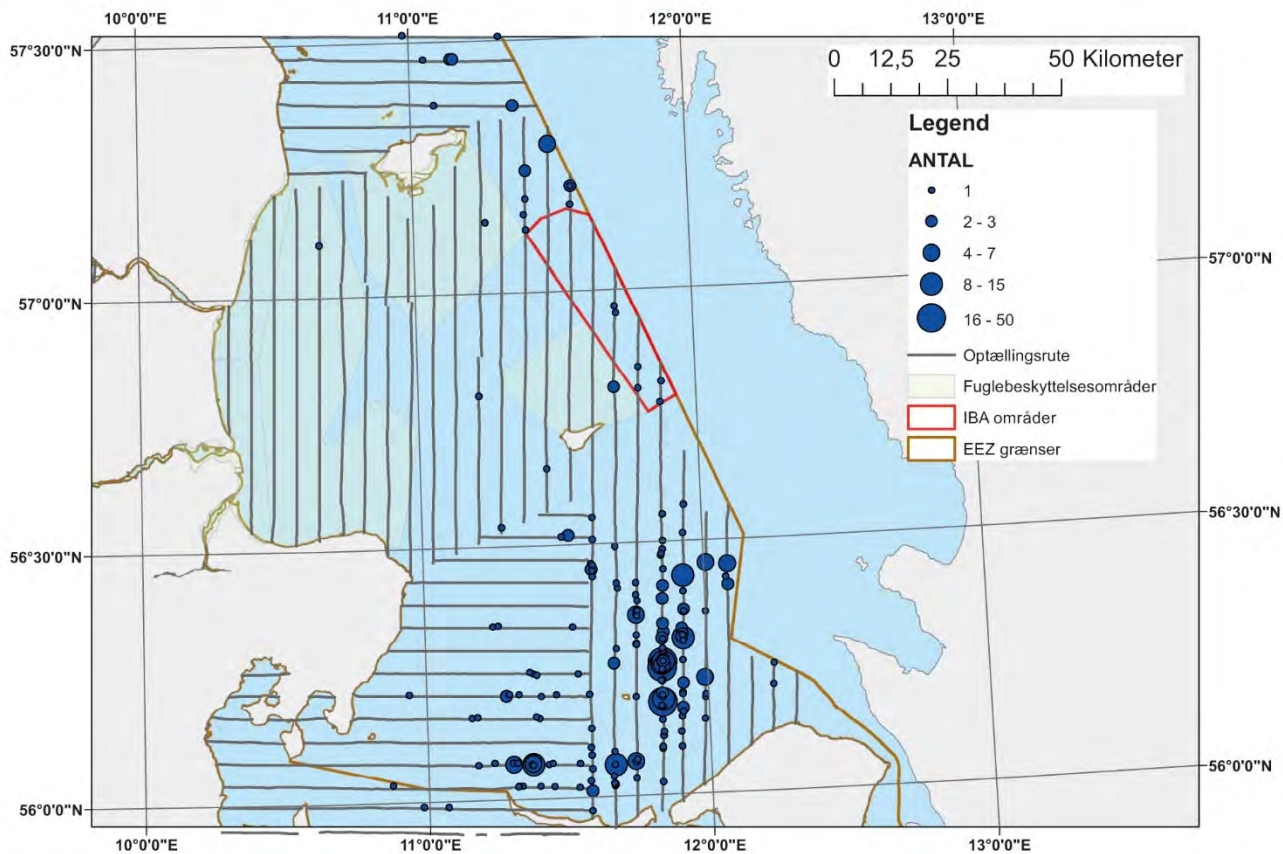 10°0'0"E 11°0'0"E 12°0'0"E 13°0'0"E
57°30'0"N
0 12,5 25 50 Kilometer
Legend
ANTAL
1
2 - 3
4 - 7
8 - 15
16 - 50
Optællingsrute
Fuglebeskyttelsesområder
IBA områder
EEZ grænser
57°0'0"N
57°0'0"N
56°30'0"N
56°30'0"N
56°0'0"N
56°0'0"N
10°0'0"E 11°0'0"E 12°0'0"E 13°0'0"E